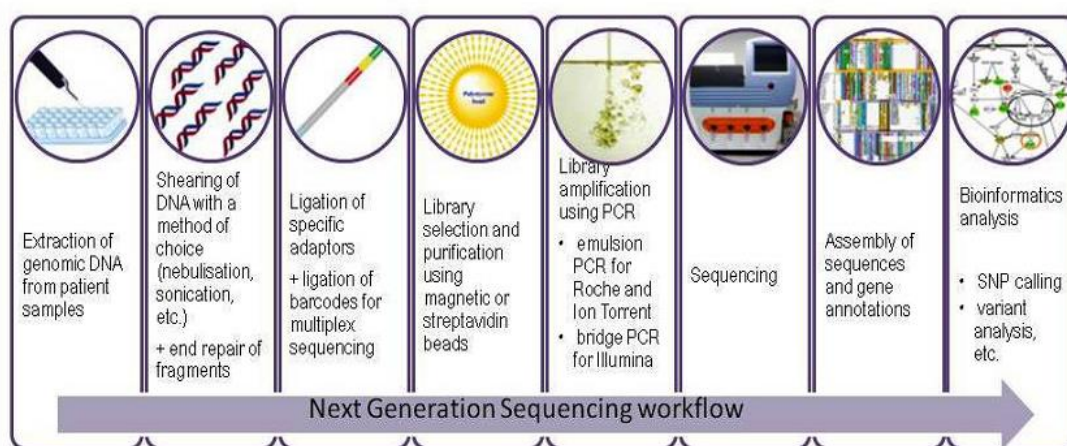 Extraction of
genomic DNA
from patient
samples
Shearing of
DNA with a
method of
choice
(nebulisation,
sonication,
etc.)
+ end repair of
fragments
Ligation of
specific
adaptors
+ ligation of
barcodes for
multiplex
sequencing
Library
selection and
purification
using
magnetic or
streptavidin
beads
Library
amplification
using PCR
• emulsion
PCR for
Roche and
Ion Torrent
• bridge PCR
for Illumina
Sequencing
Assembly of
sequences
and gene
annotations
Bioinformatics
analysis
• SNP calling
• variant
analysis,
etc.
Next Generation Sequencing workflow